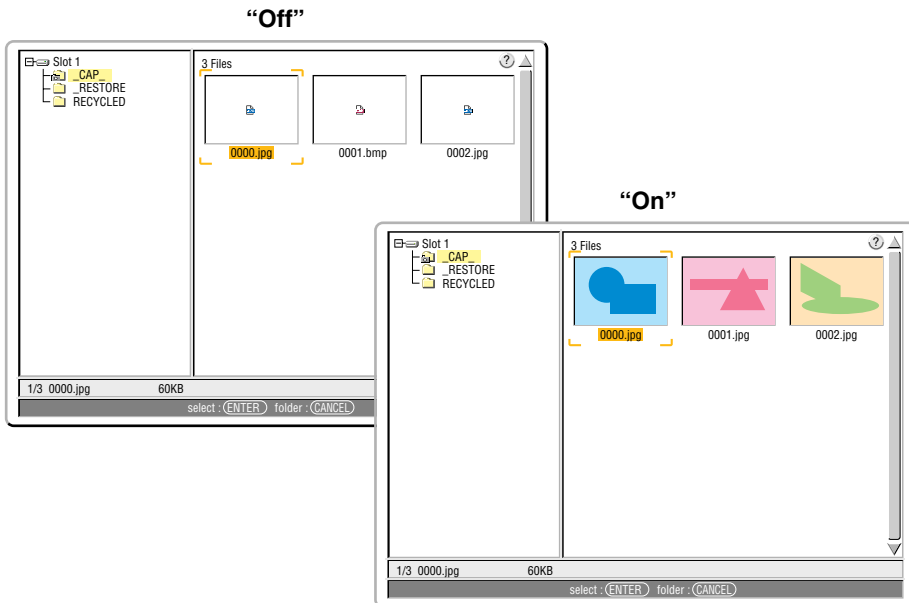 “Off”
Slot 1
_CAP_
_RESTORE
RECYCLED
3 Files
?
0000.jpg 0001.bmp 0002.jpg
1/3 0000.jpg 60KB
select : ENTER folder : CANCEL
“On”
Slot 1
_CAP_
_RESTORE
RECYCLED
3 Files
?
0000.jpg 0001.jpg 0002.jpg
1/3 0000.jpg 60KB
select : ENTER folder : CANCEL